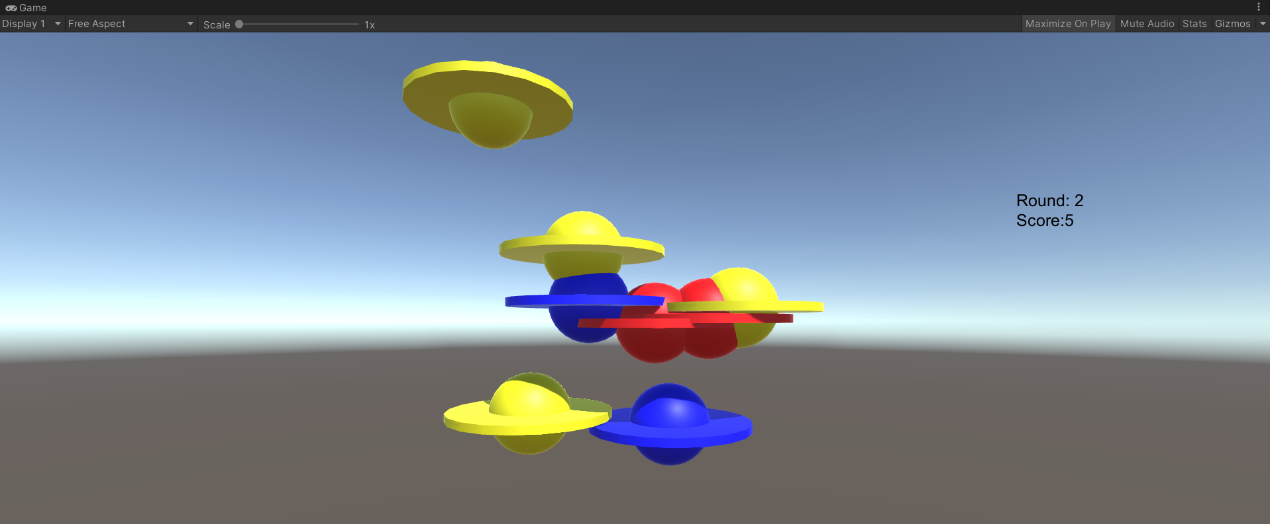 Game
Display 1 Free Aspect Scale 1x Maximize On Play Mute Audio Stats Gizmos
Round: 2
Score:5